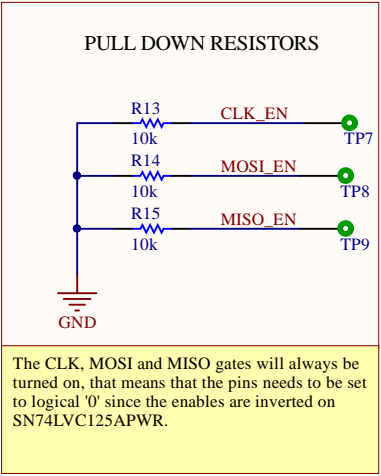 PULL DOWN RESISTORS
R13
CLK_EN
10k
TP7
R14
MOSI_EN
10k
TP8
R15
MISO_EN
10k
TP9
GND
The CLK, MOSI and MISO gates will always be
turned on, that means that the pins needs to be set
to logical '0' since the enables are inverted on
SN74LVC125APWR.